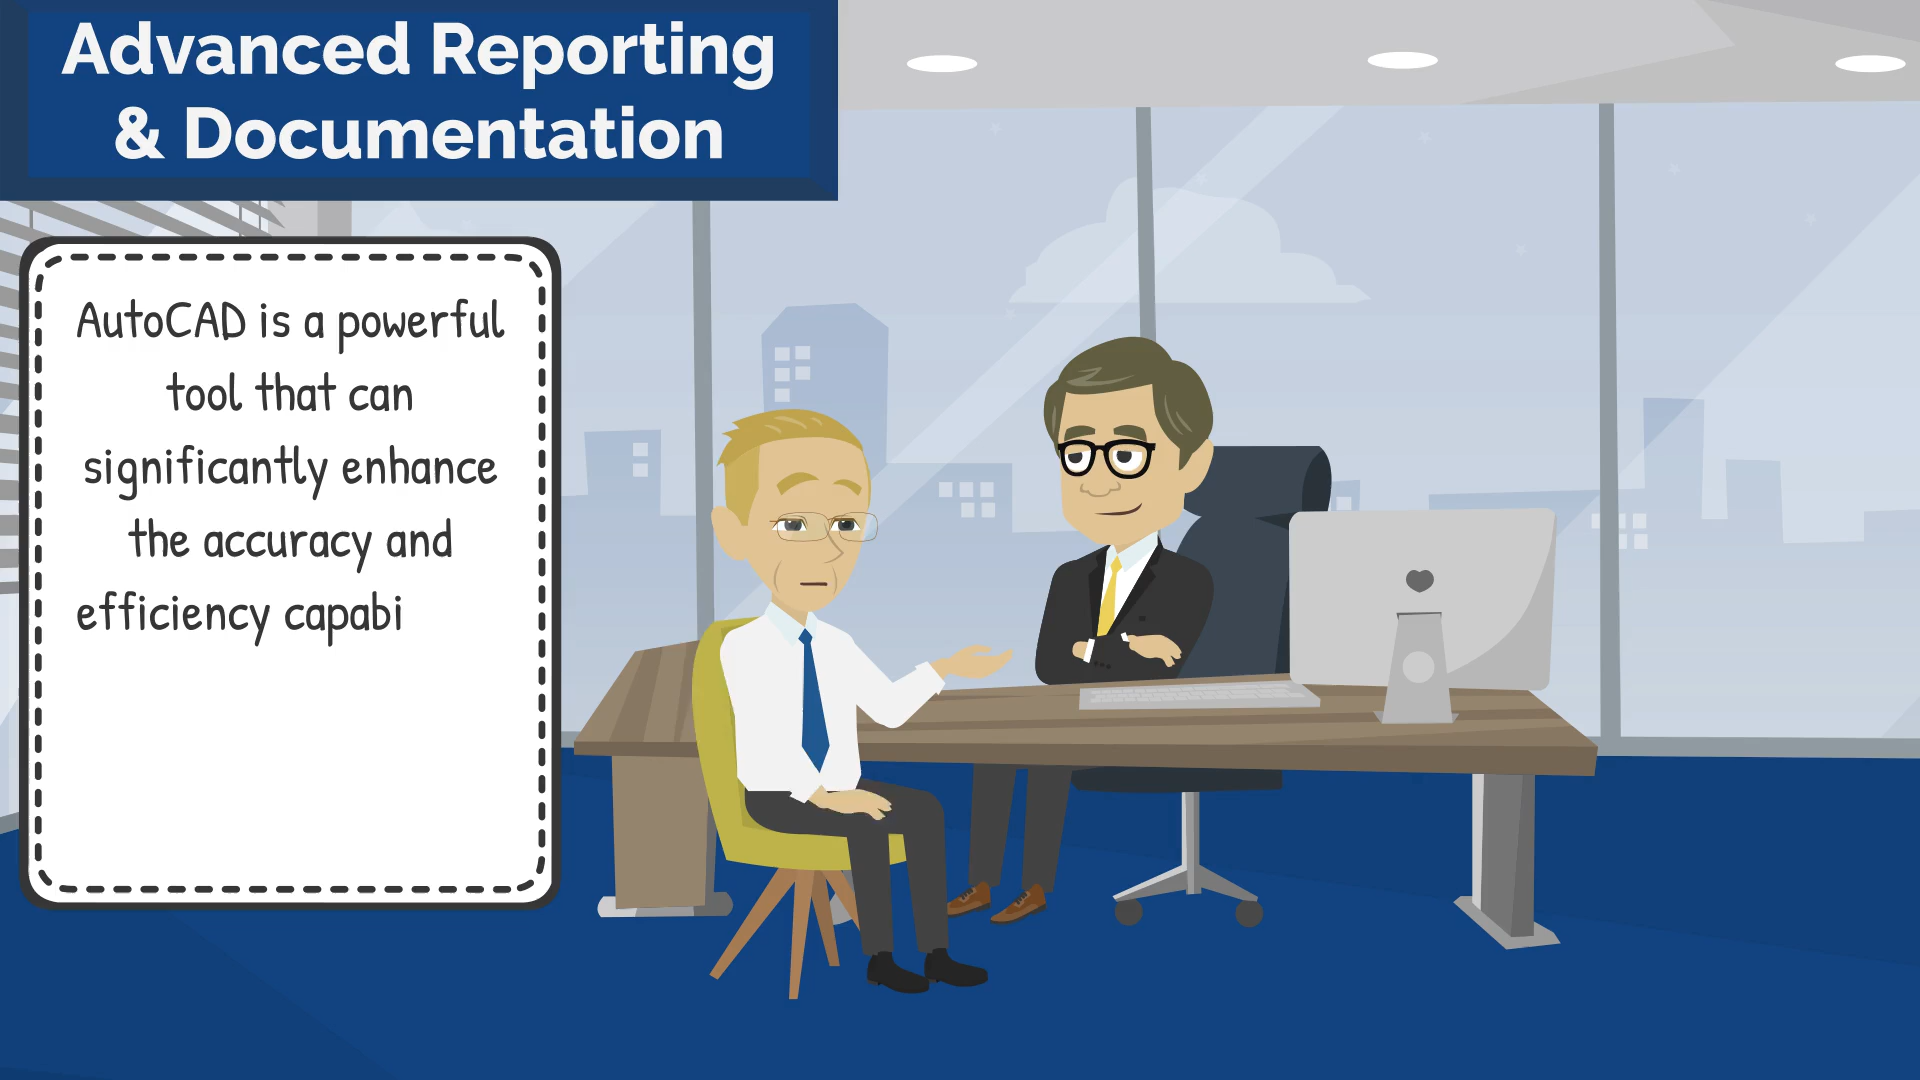 Advanced Reporting
& Documentation
AutoCAD is a powerful
tool that can
significantly enhance
the accuracy and
efficiency capabi